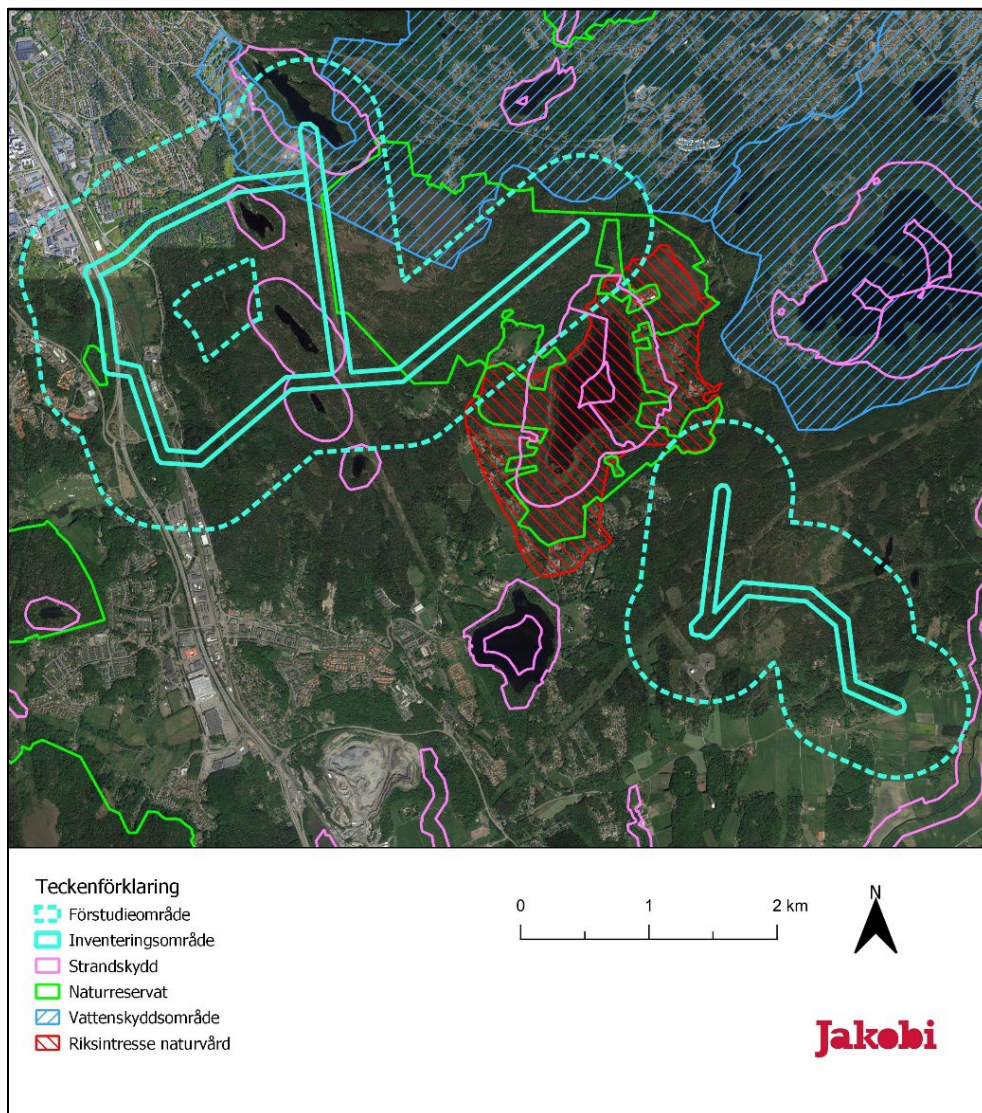 Teckenförklaring
Förstudieområde
Inventeringsområde
Strandskydd
Naturreservat
Vattenskyddsområde
Riksintresse naturvård
0 1 2 km
N
Jakobi